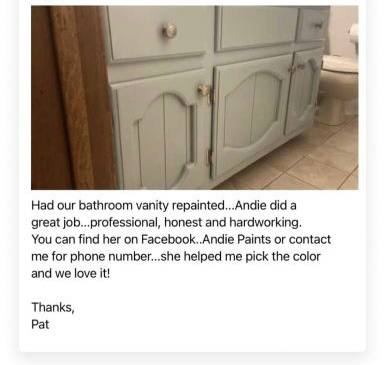 Had our bathroom vanity repainted...Andie did a
great job...professional, honest and hardworking.
You can find her on Facebook..Andie Paints or contact
me for phone number...she helped me pick the color
and we love it!
Thanks,
Pat